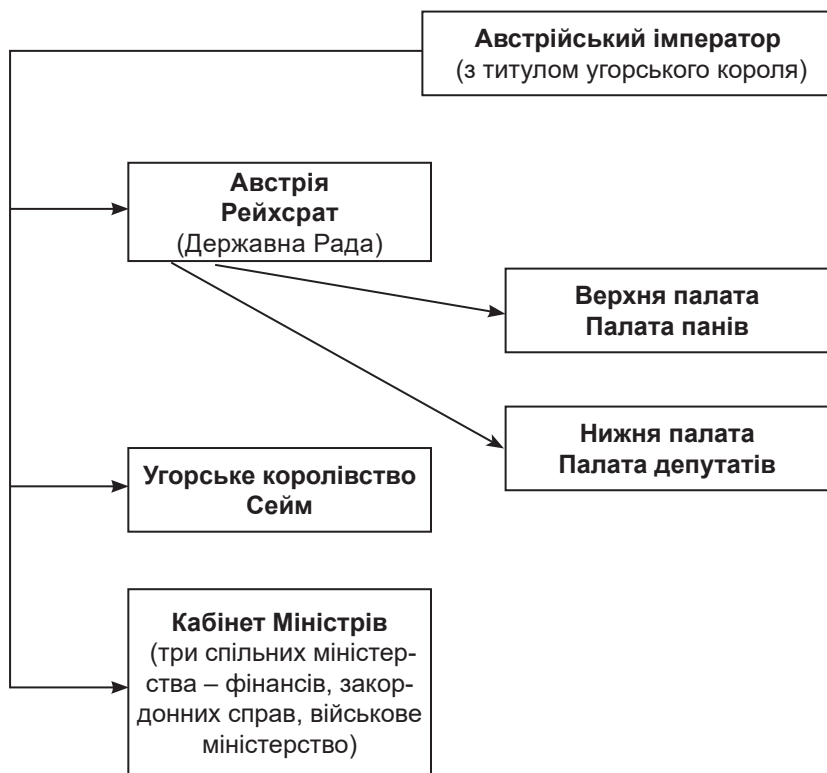 Австрійський імператор
(з титулом угорського короля)
Австрія
Рейхсрат
(Державна Рада)
Верхня палата
Палата панів
Нижня палата
Палата депутатів
Угорське королівство
Сейм
Кабінет Міністрів
(три спільних міністер-
ства – фінансів, закор-
донних справ, військове
міністерство)